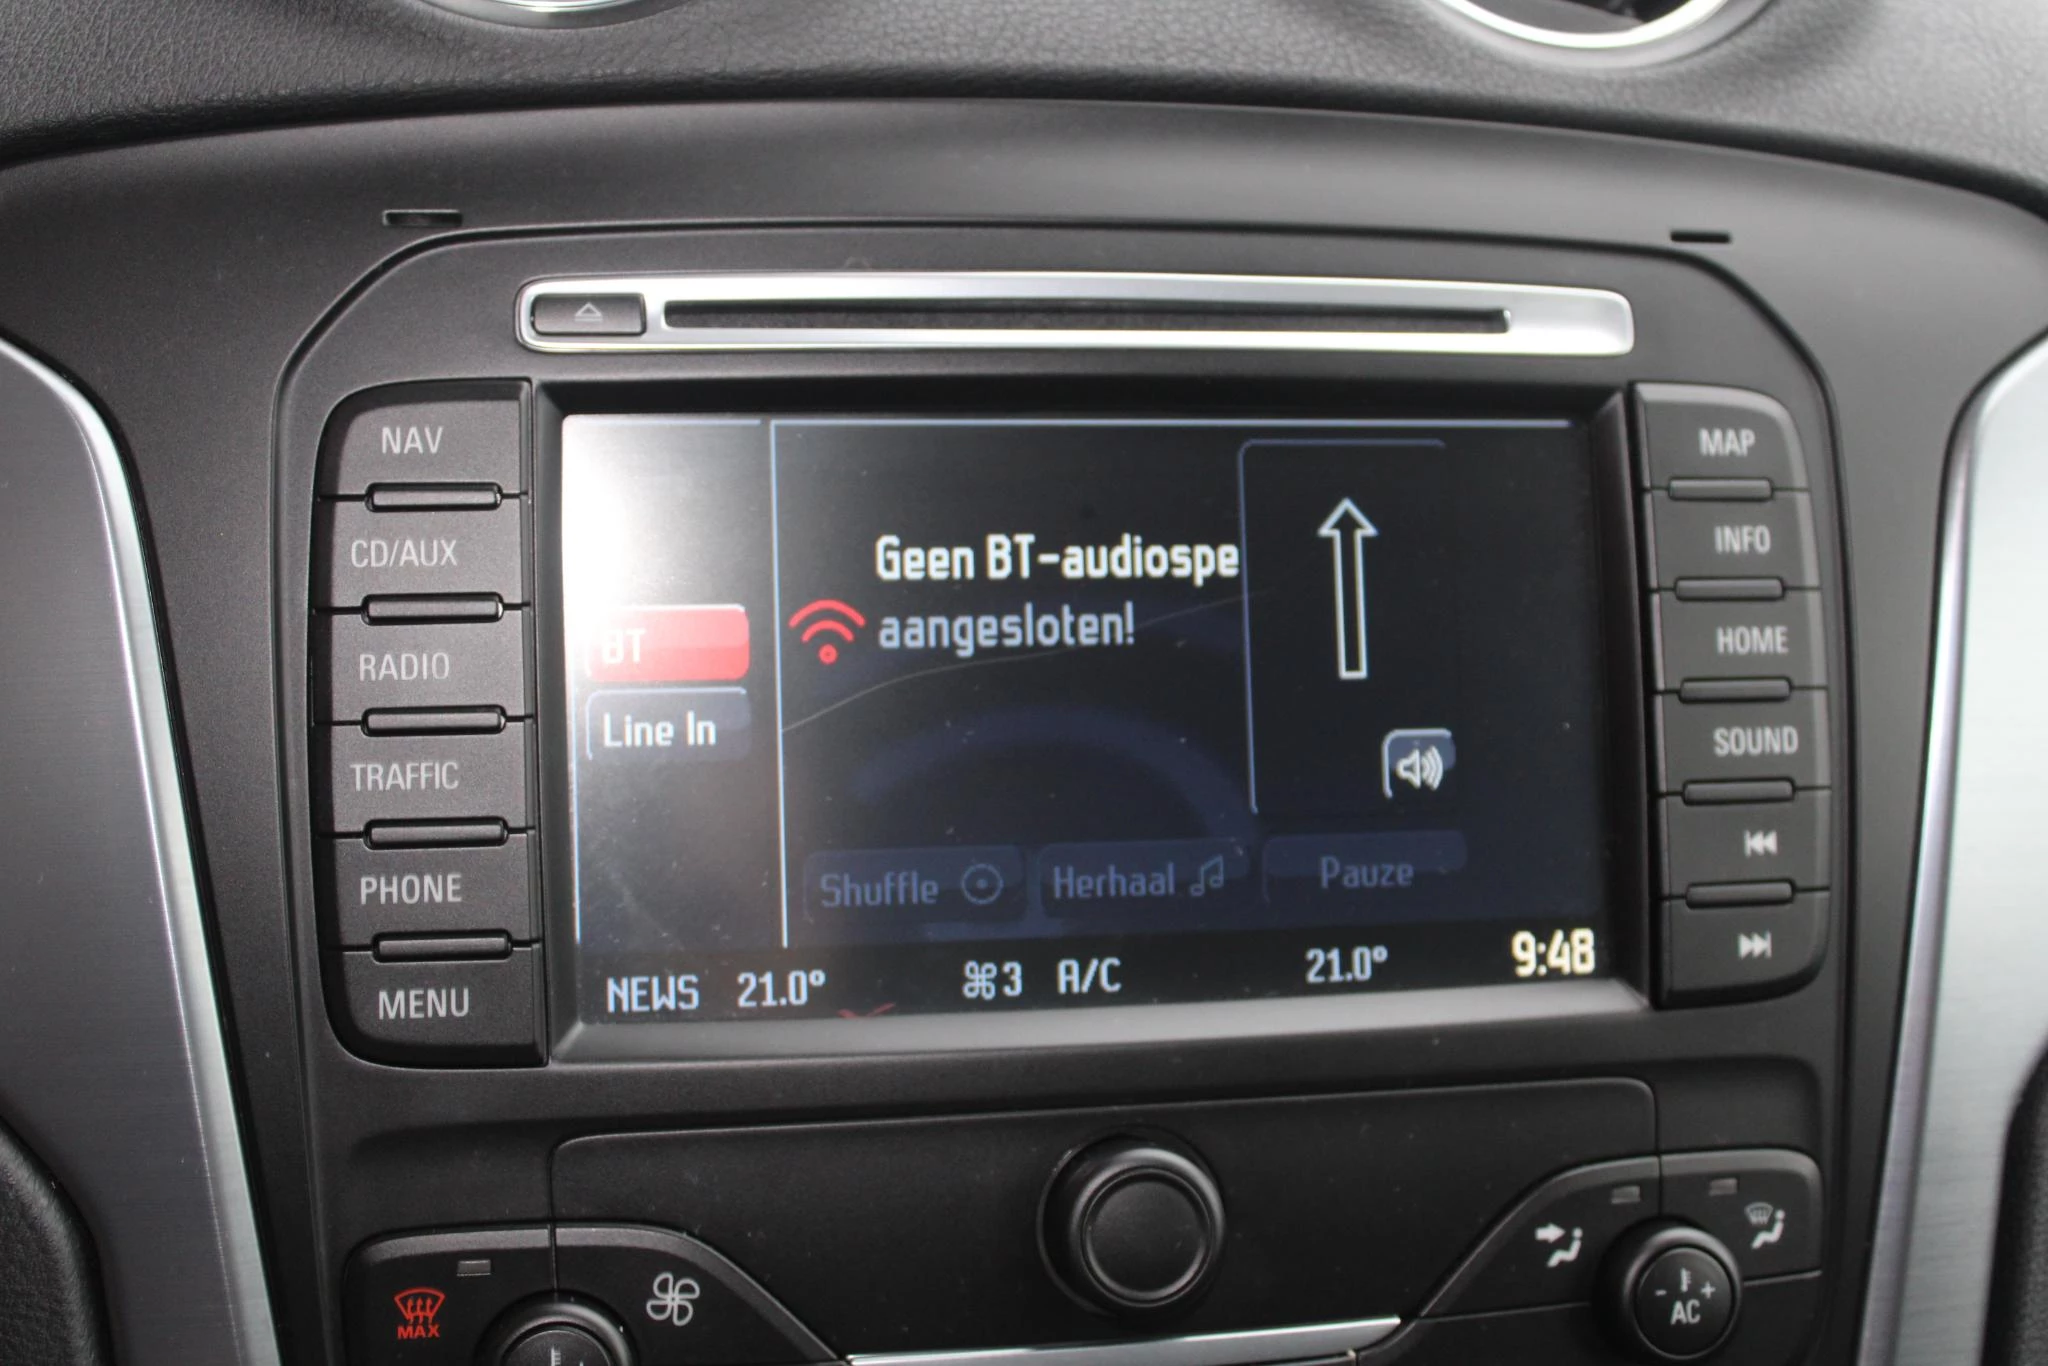 NAV
CD/AUX
RADIO
TRAFFIC
PHONE
MENU
BT
Line In
Geen BT-audiospe
aangesloten!
Shuffle
Herhaal
Pauze
NEWS 21.0° 3 A/C 21.0° 9:48
MAP
INFO
HOME
SOUND
MAX
- + AC